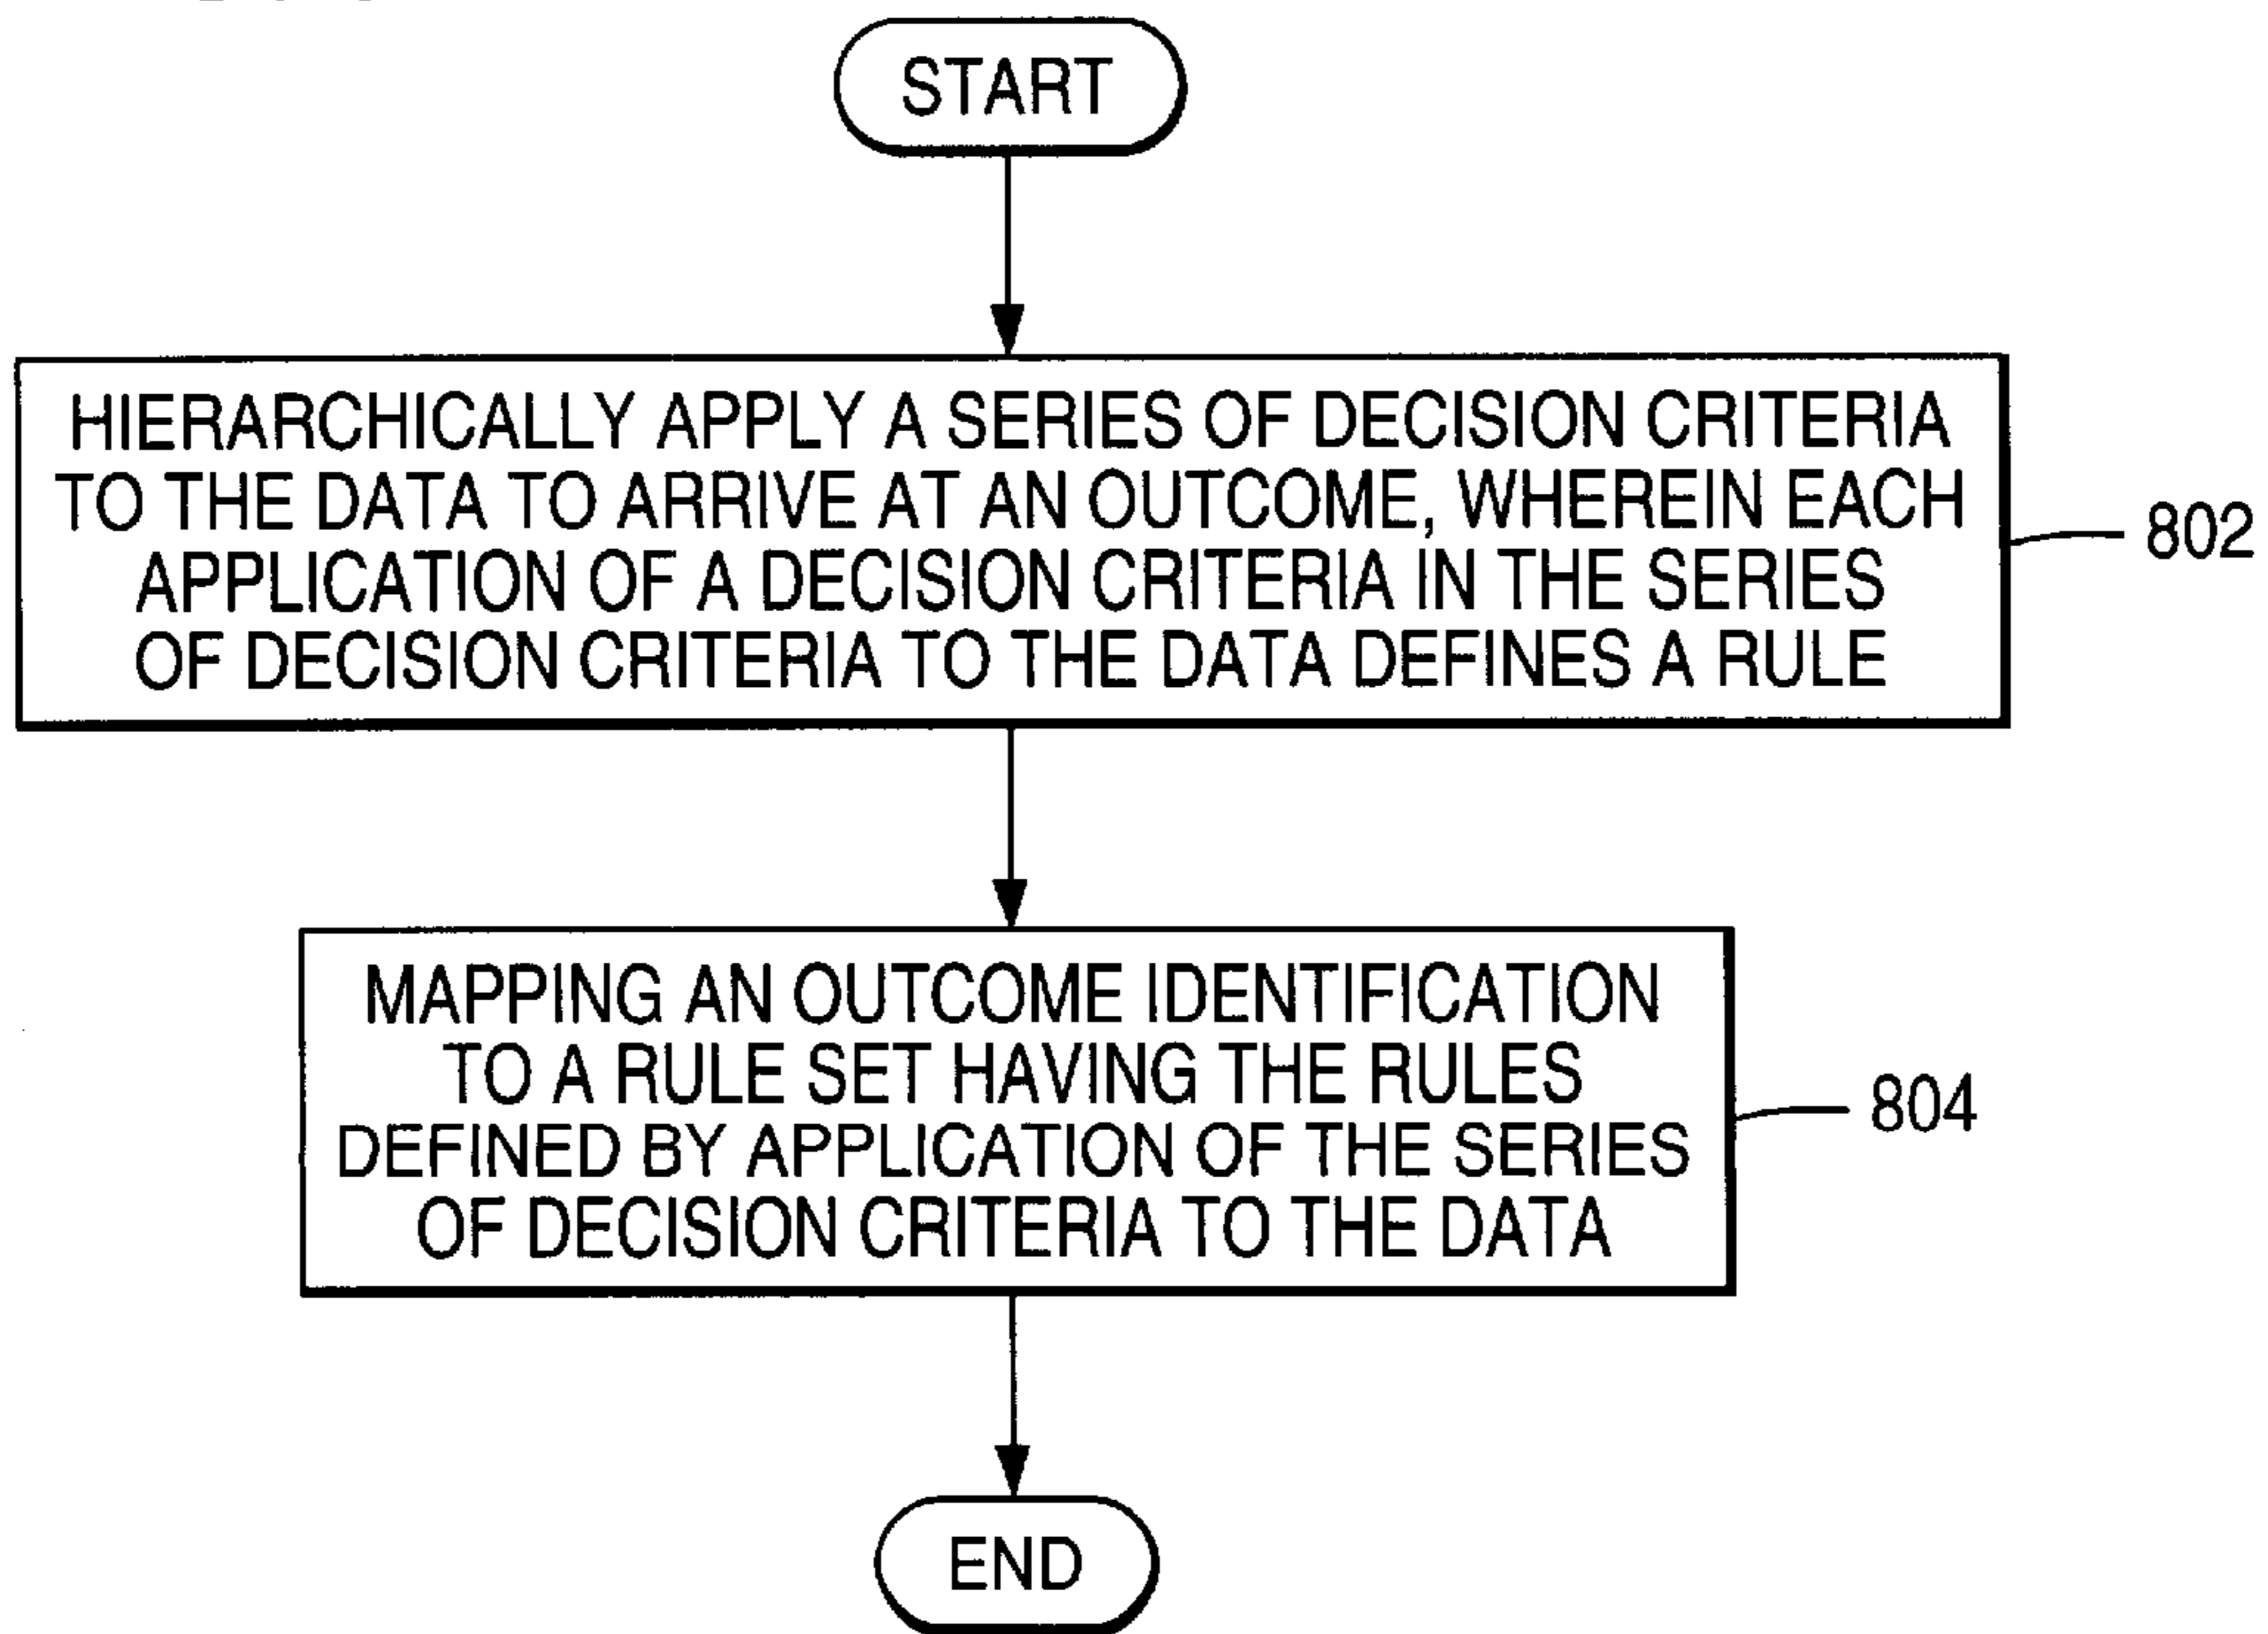 START
HIERARCHICALLY APPLY A SERIES OF DECISION CRITERIA
TO THE DATA TO ARRIVE AT AN OUTCOME, WHEREIN EACH
APPLICATION OF A DECISION CRITERIA IN THE SERIES
OF DECISION CRITERIA TO THE DATA DEFINES A RULE
802
MAPPING AN OUTCOME IDENTIFICATION
TO A RULE SET HAVING THE RULES
DEFINED BY APPLICATION OF THE SERIES
OF DECISION CRITERIA TO THE DATA
804
END